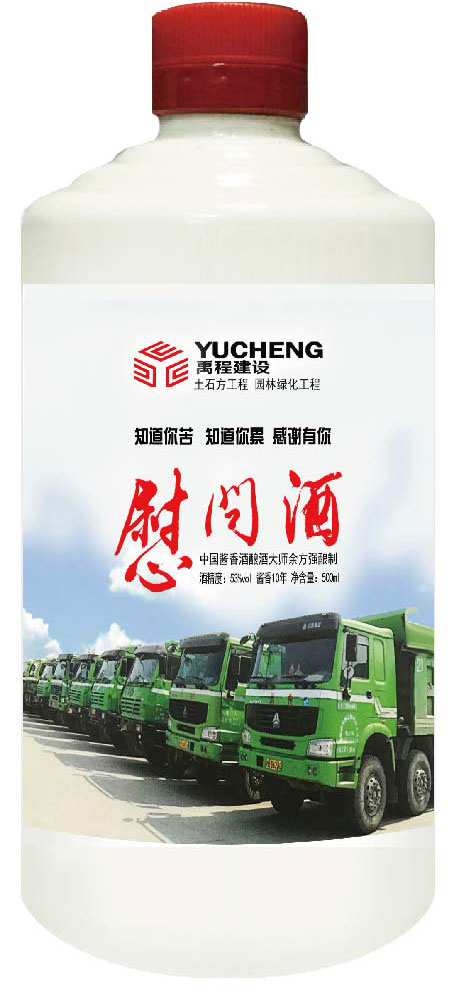 YUCHENG
禹程建设
土石方工程 园林绿化工程
知道你苦 知道你累 感谢有你
慰问酒
中国酱香酒酿酒大师余方强酿制
酒精度：53%vol 酱香10年 净含量：500ml